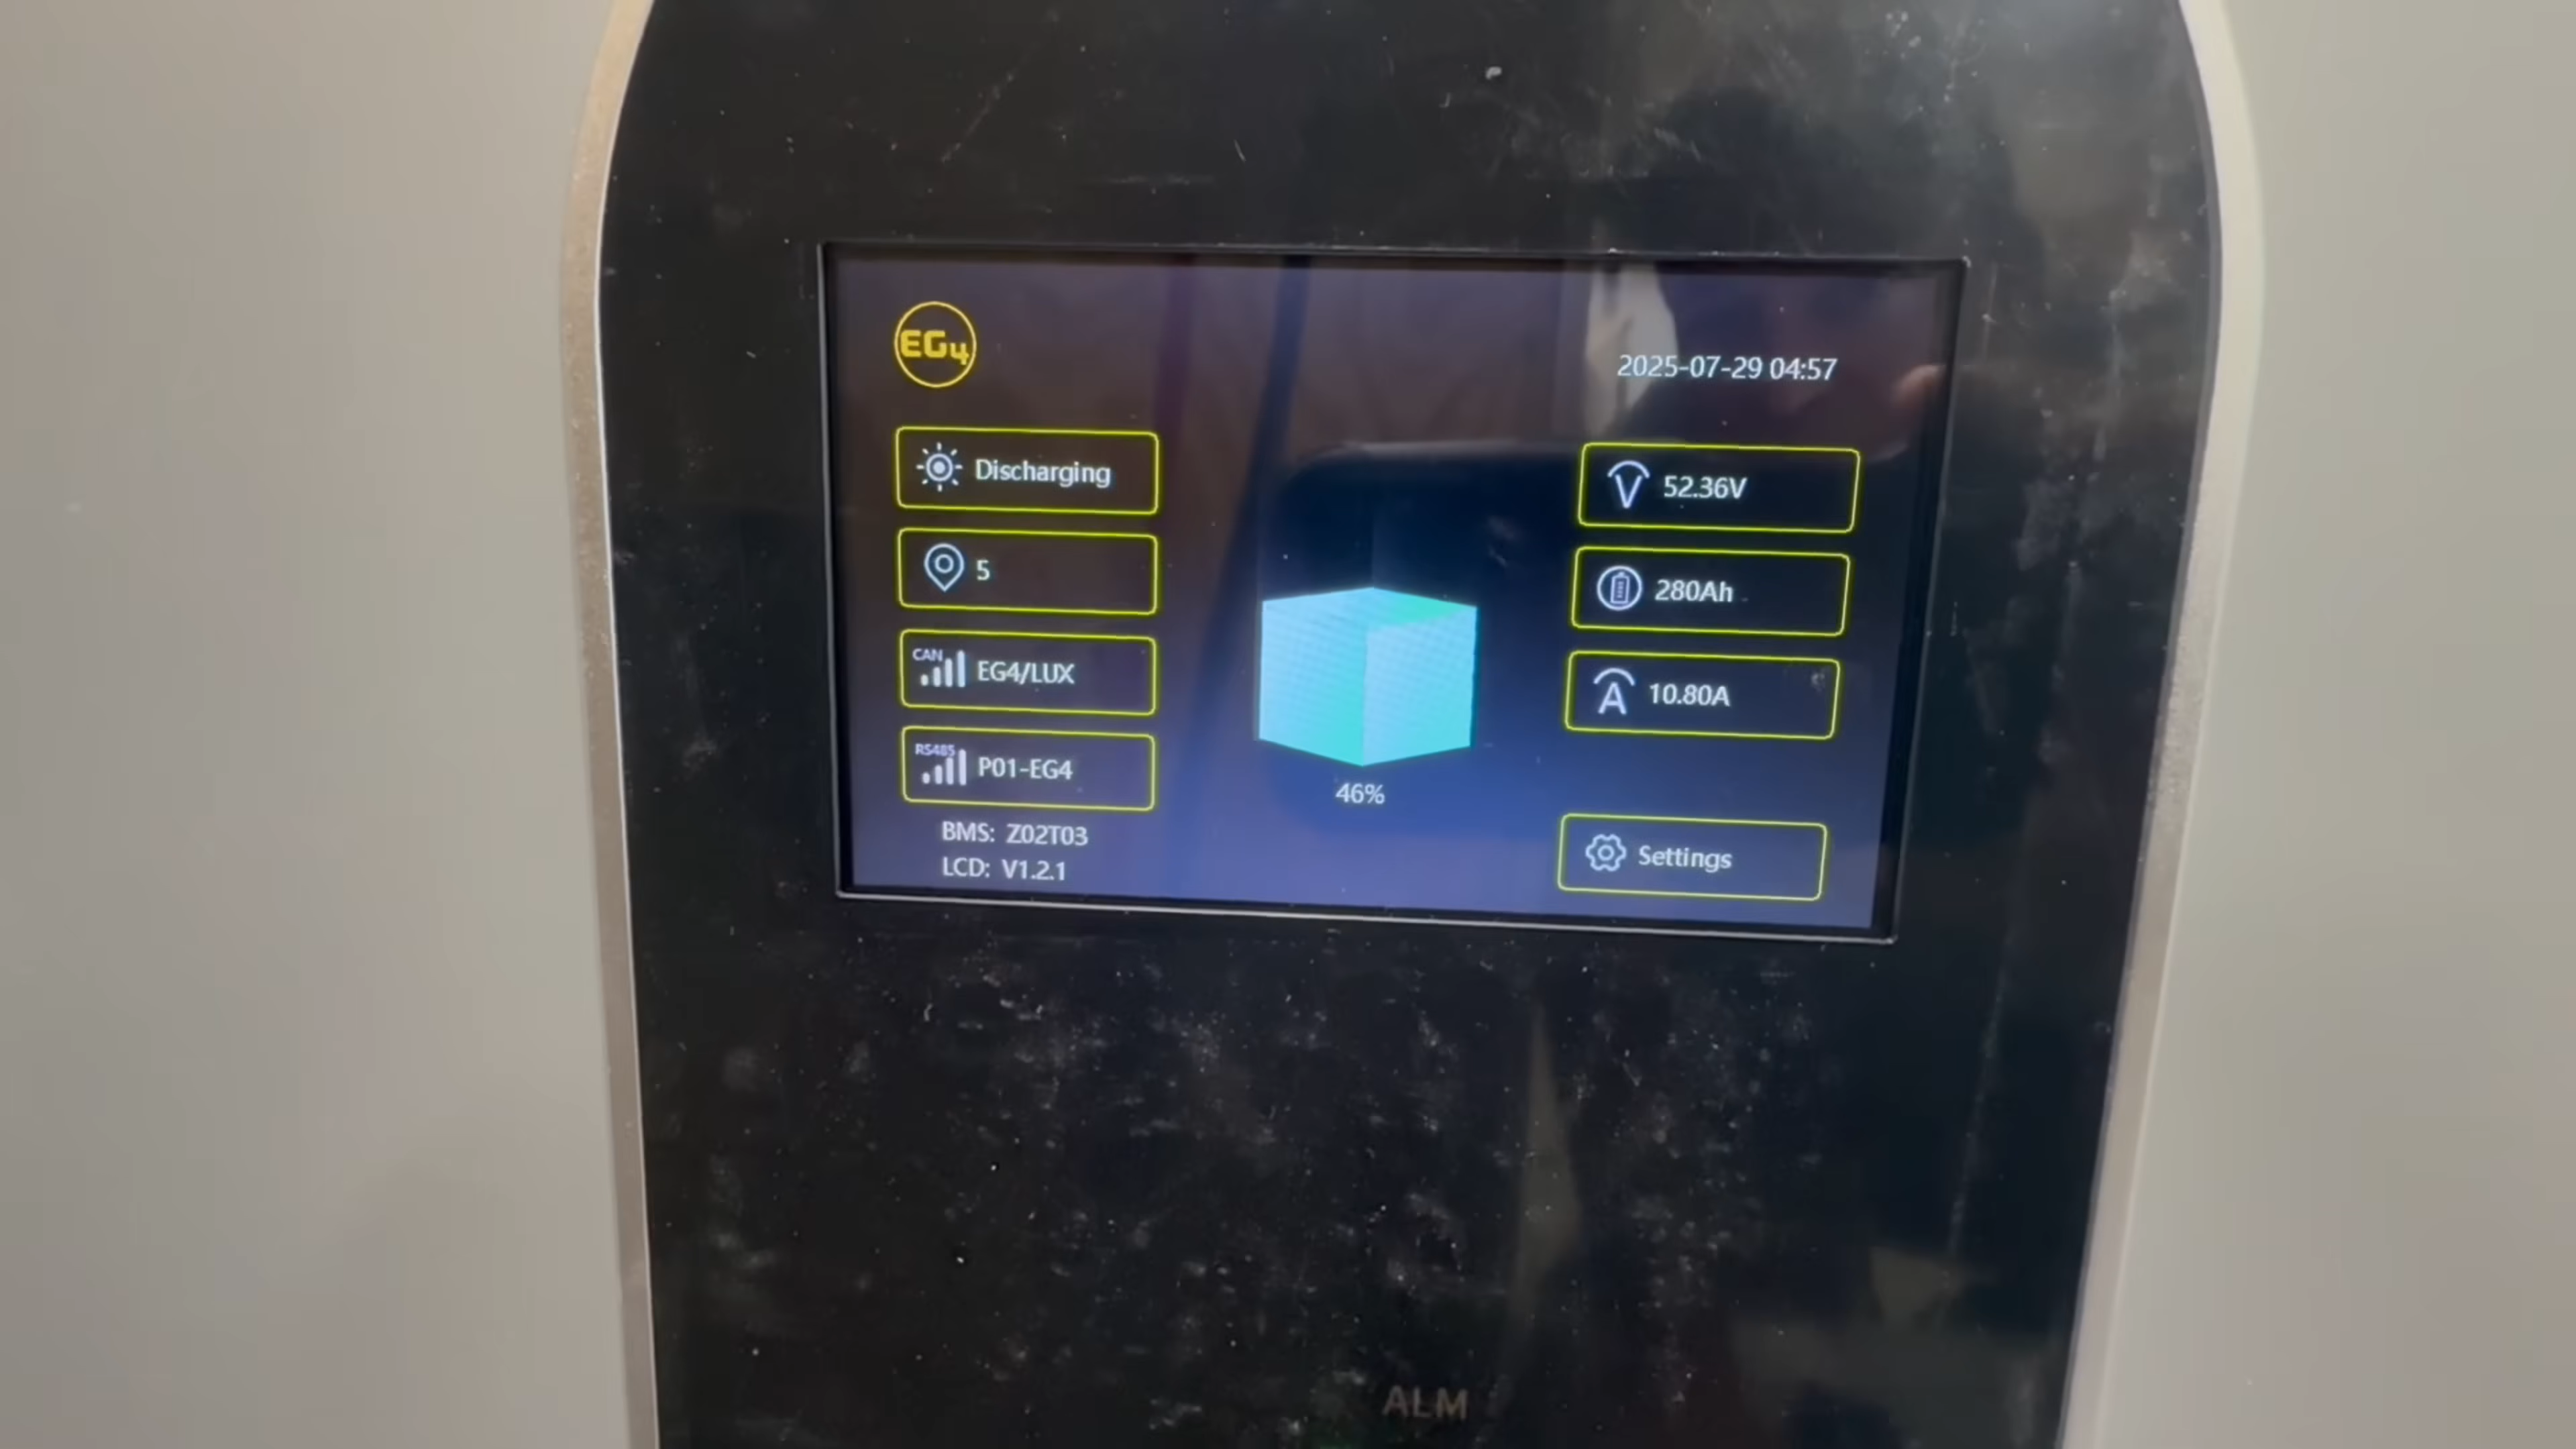 EG4
2025-07-29 04:57
Discharging
5
CAN
EG4/LUX
RS485
P01-EG4
BMS: Z02T03
LCD: V1.2.1
46%
V
52.36V
280Ah
A
10.80A
Settings
ALM